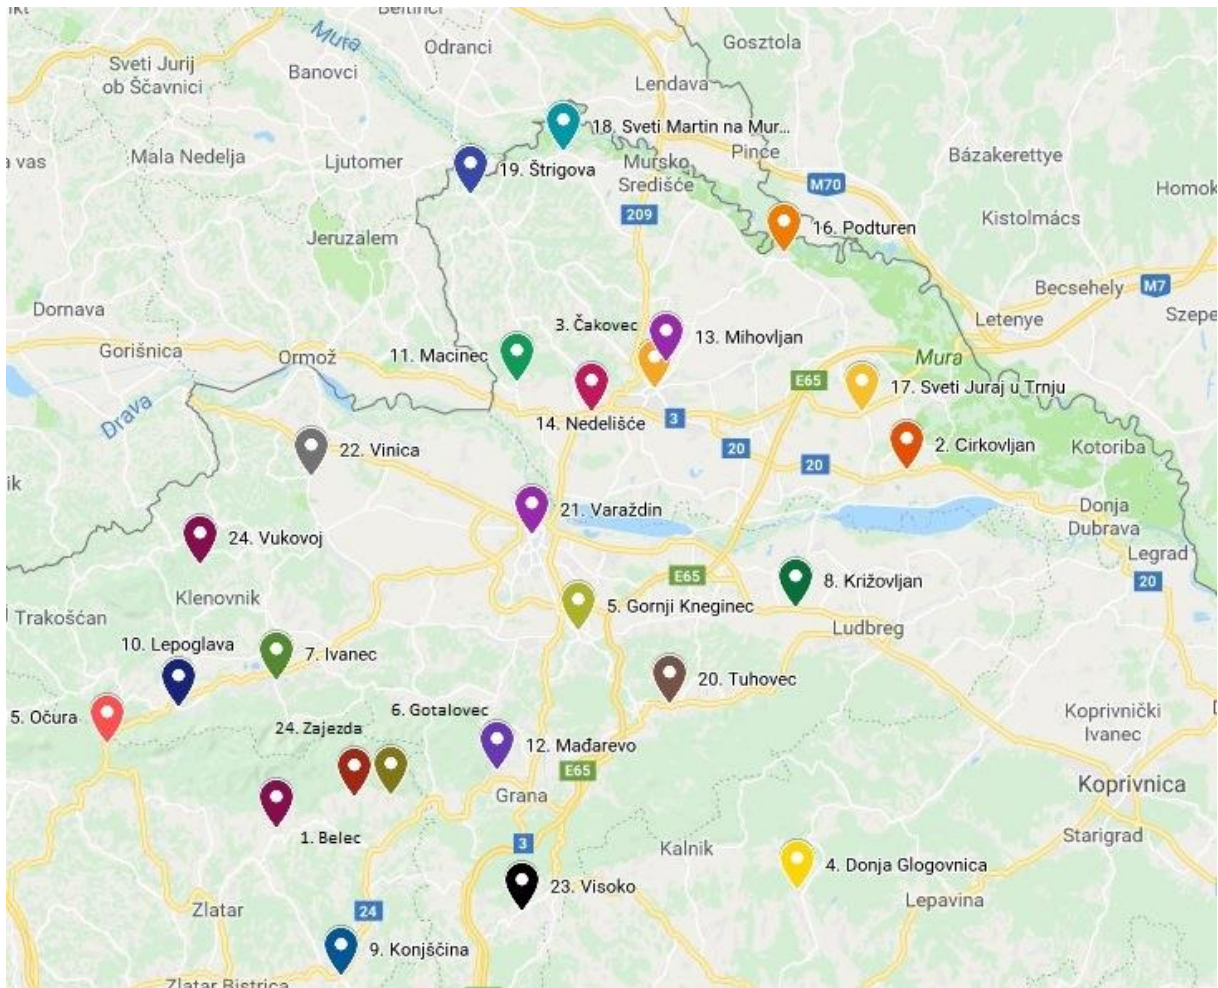 Mura
Odranci
Gosztola
Sveti Jurij
ob Ščavnici
Banovci
Lendava
18. Sveti Martin na Mur...
Mala Nedelja
Ljutomer
19. Štrigova
Mursko
Središče
Pince
Bázakerettye
M70
Homok
209
16. Podturen
Kistolmács
Jeruzalem
Becsehely
M7
Dornava
Letenye
Szepe
3. Čakovec
13. Mihovljan
Gorišnica
Ormož
11. Macinec
Mura
E65
17. Sveti Juraj u Trnju
Drava
14. Nedelišće
3
22. Vinica
20
20
2. Cirkovljan
Kotoriba
21. Varaždin
Donja
Dubrava
24. Vukovoj
Legrad
E65
8. Križovljan
20
Klenovnik
5. Gornji Kneginec
Trakošćan
Ludbreg
10. Lepoglava
7. Ivanec
20. Tuhovec
5. Očura
6. Gotalovec
24. Zajezda
Koprivnički
Ivanec
12. Mađarevo
E65
Grana
Koprivnica
1. Belec
3
Kalnik
Starigrad
4. Donja Glogovnica
23. Visoko
Lepavina
Zlatar
24
9. Konjščina
Zlatar Bistrica